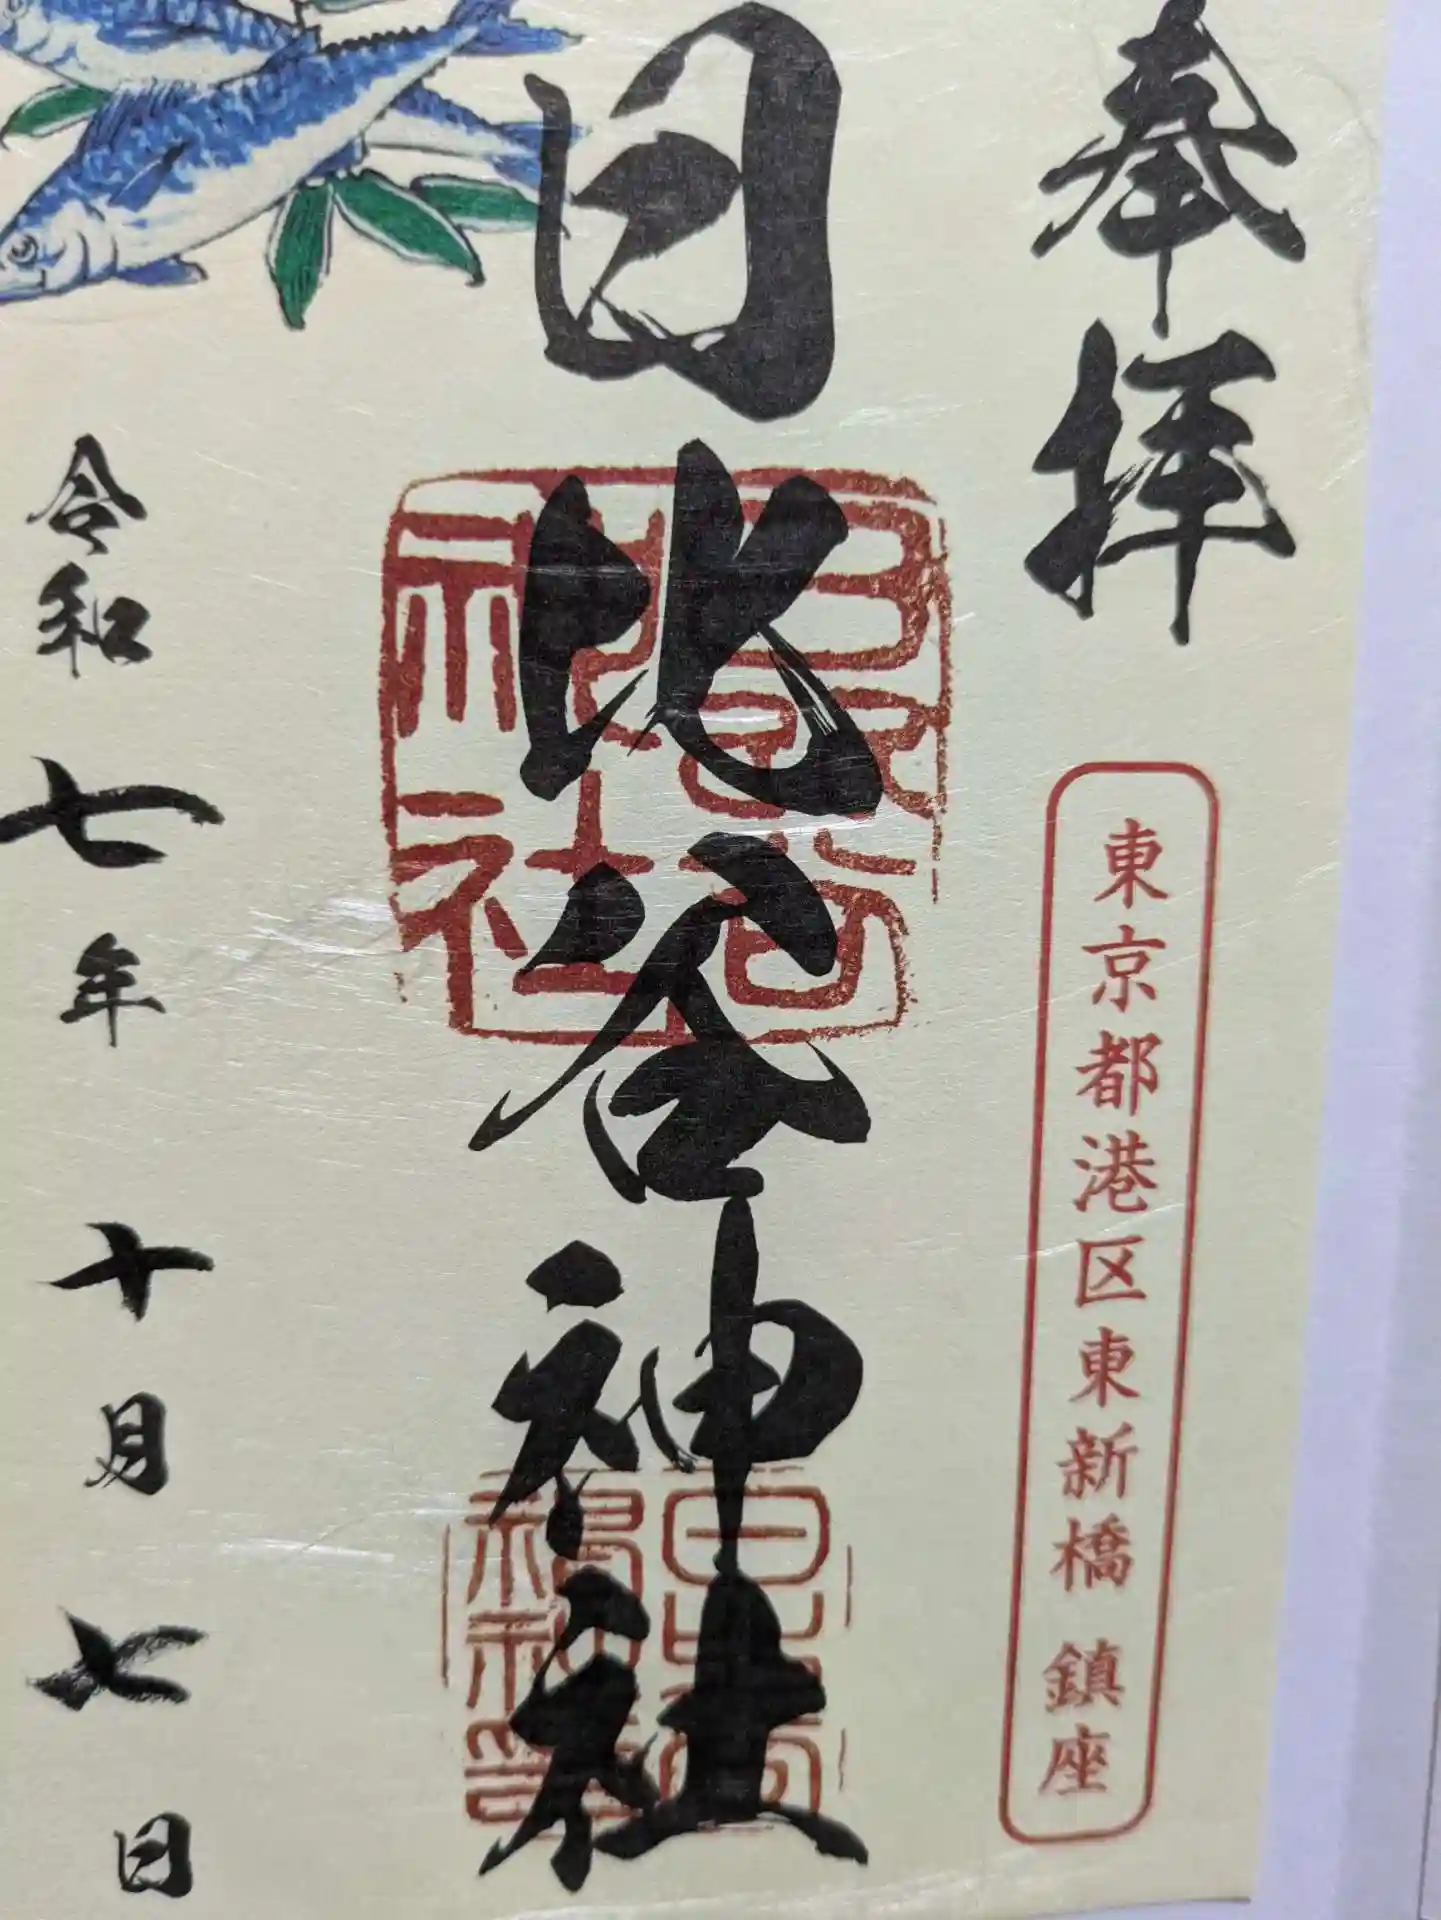 奉拝
東京都港区東新橋 鎮座
日比谷神社
令和七年十月七日